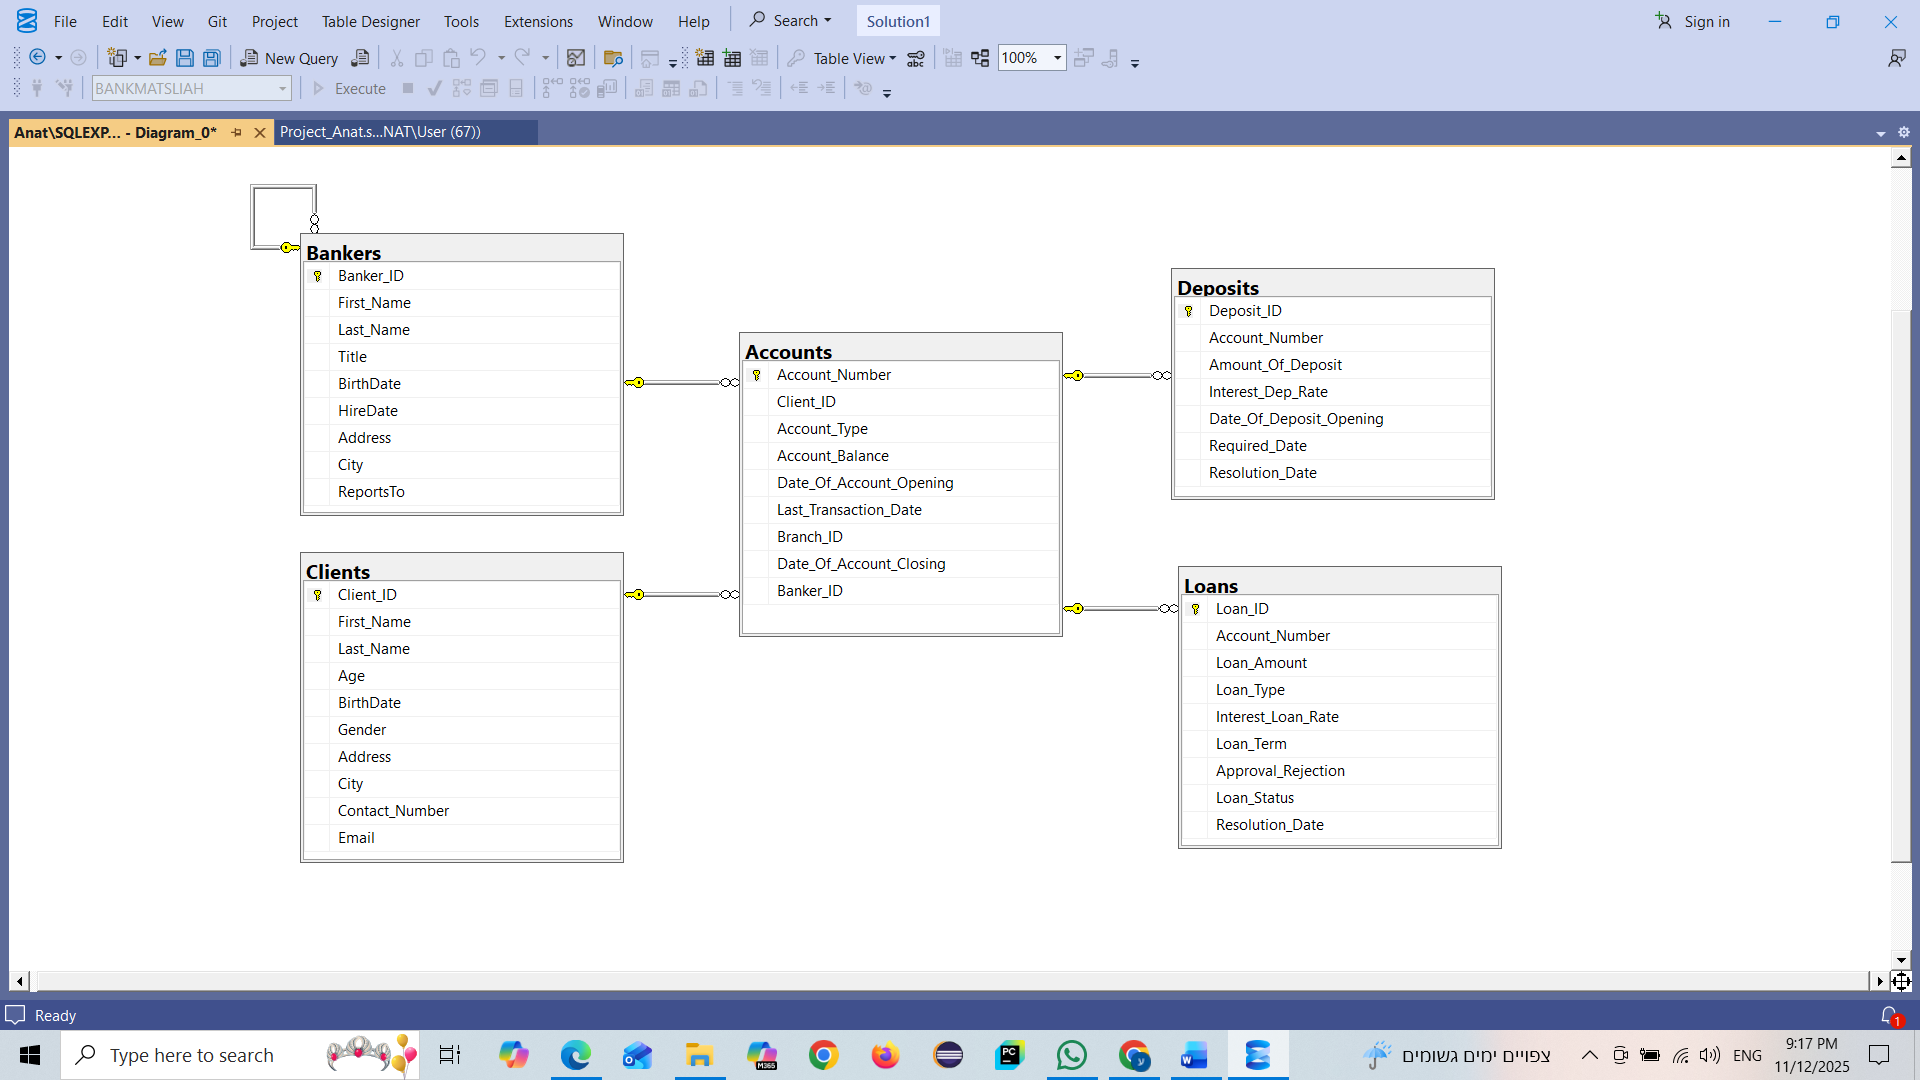 File Edit View Git Project Table Designer Tools Extensions Window Help Search Solution1 Sign in
New Query Table View abc 100%
BANKMATSLIAH Execute
Anat\SQLEXP... - Diagram_0* Project_Anat.s...NAT\User (67))
Bankers
Banker_ID
First_Name
Last_Name
Title
BirthDate
HireDate
Address
City
ReportsTo
Clients
Client_ID
First_Name
Last_Name
Age
BirthDate
Gender
Address
City
Contact_Number
Email
Accounts
Account_Number
Client_ID
Account_Type
Account_Balance
Date_Of_Account_Opening
Last_Transaction_Date
Branch_ID
Date_Of_Account_Closing
Banker_ID
Deposits
Deposit_ID
Account_Number
Amount_Of_Deposit
Interest_Dep_Rate
Date_Of_Deposit_Opening
Required_Date
Resolution_Date
Loans
Loan_ID
Account_Number
Loan_Amount
Loan_Type
Interest_Loan_Rate
Loan_Term
Approval_Rejection
Loan_Status
Resolution_Date
Ready 1
Type here to search M365 PC y W צפויים ימים גשומים ENG 9:17 PM
11/12/2025